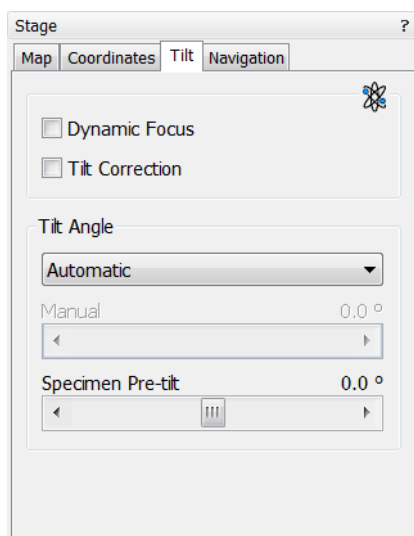 Stage ?
Map Coordinates Tilt Navigation
Dynamic Focus
Tilt Correction
Tilt Angle
Automatic
Manual 0.0 º
Specimen Pre-tilt 0.0 º